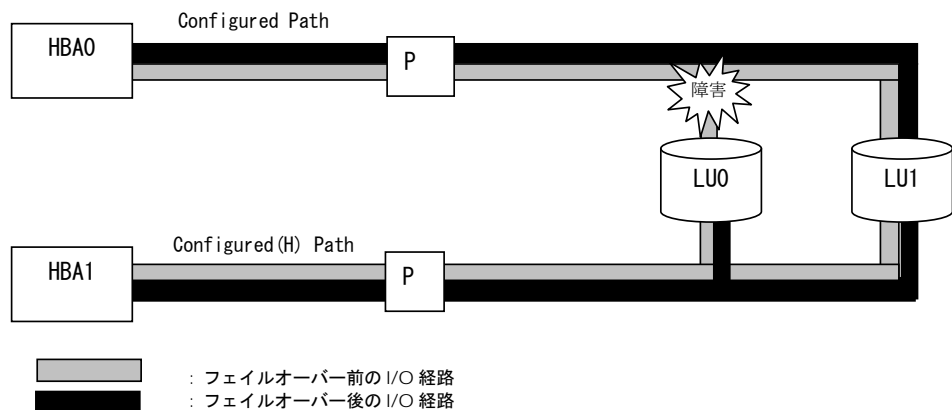 Configured Path
HBA0
P
障害
LU0
LU1
Configured(H) Path
HBA1
P
: フェイルオーバー前の I/O 経路
: フェイルオーバー後の I/O 経路